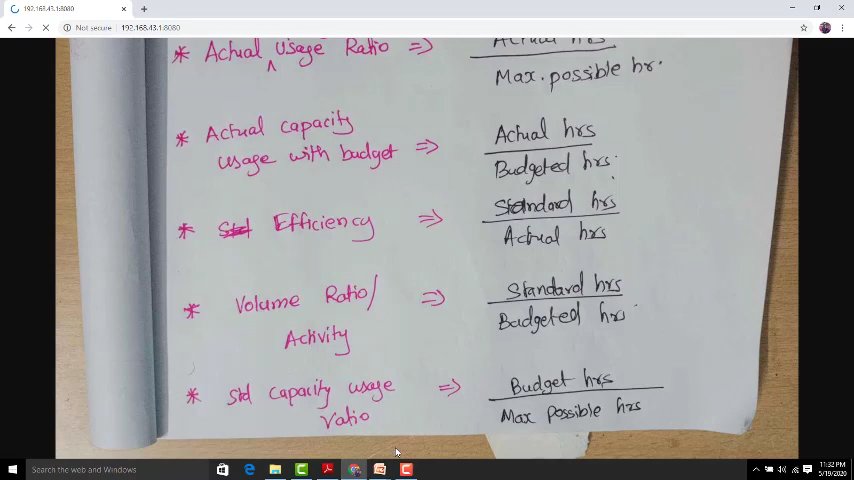 192.168.43.1:8080
Not secure
192.168.43.1:8080
* Actual Usage Ratio => Actual hrs
Max. possible hr.
* Actual capacity
usage with budget => Actual hrs
Budgeted hrs.
* Std Efficiency => Standard hrs
Actual hrs
* Volume Ratio/
Activity => Standard hrs
Budgeted hrs
* Std capacity usage
ratio => Budget hrs
Max possible hrs
Search the web and Windows
11:32 PM
5/19/2020